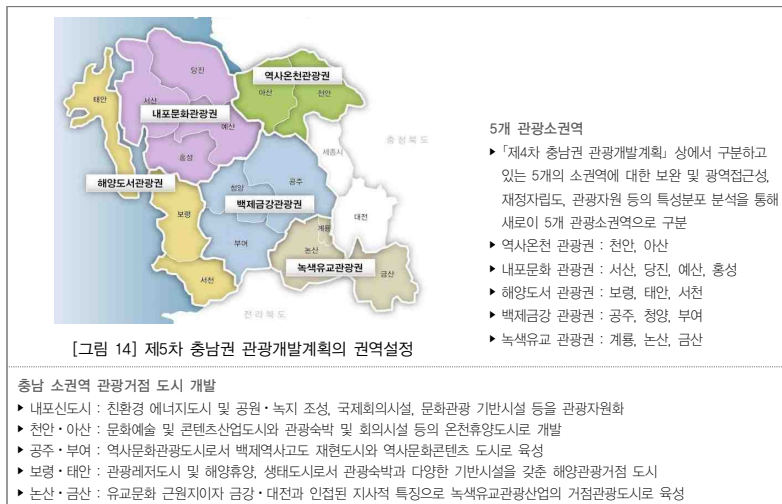 당진
역사온천관광권
아산
천안
태안
서산
내포문화관광권
예산
충청북도
세종시
홍성
해양도서관광권
청양
공주
백제금강관광권
보령
대전
계룡
부여
논산
녹색유교관광권
금산
서천
전라북도
[그림 14] 제5차 충남권 관광개발계획의 권역설정
5개 관광소권역
▶ 「제4차 충남권 관광개발계획」 상에서 구분하고
있는 5개의 소권역에 대한 보완 및 광역접근성,
재정자립도, 관광자원 등의 특성분포 분석을 통해
새로이 5개 관광소권역으로 구분
▶ 역사온천 관광권 : 천안, 아산
▶ 내포문화 관광권 : 서산, 당진, 예산, 홍성
▶ 해양도서 관광권 : 보령, 태안, 서천
▶ 백제금강 관광권 : 공주, 청양, 부여
▶ 녹색유교 관광권 : 계룡, 논산, 금산
충남 소권역 관광거점 도시 개발
▶ 내포신도시 : 친환경 에너지도시 및 공원・녹지 조성, 국제회의시설, 문화관광 기반시설 등을 관광자원화
▶ 천안・아산 : 문화예술 및 콘텐츠산업도시와 관광숙박 및 회의시설 등의 온천휴양도시로 개발
▶ 공주・부여 : 역사문화관광도시로서 백제역사고도 재현도시와 역사문화콘텐츠 도시로 육성
▶ 보령・태안 : 관광레저도시 및 해양휴양, 생태도시로서 관광숙박과 다양한 기반시설을 갖춘 해양관광거점 도시
▶ 논산・금산 : 유교문화 근원지이자 금강・대전과 인접된 지사적 특징으로 녹색유교관광산업의 거점관광도시로 육성